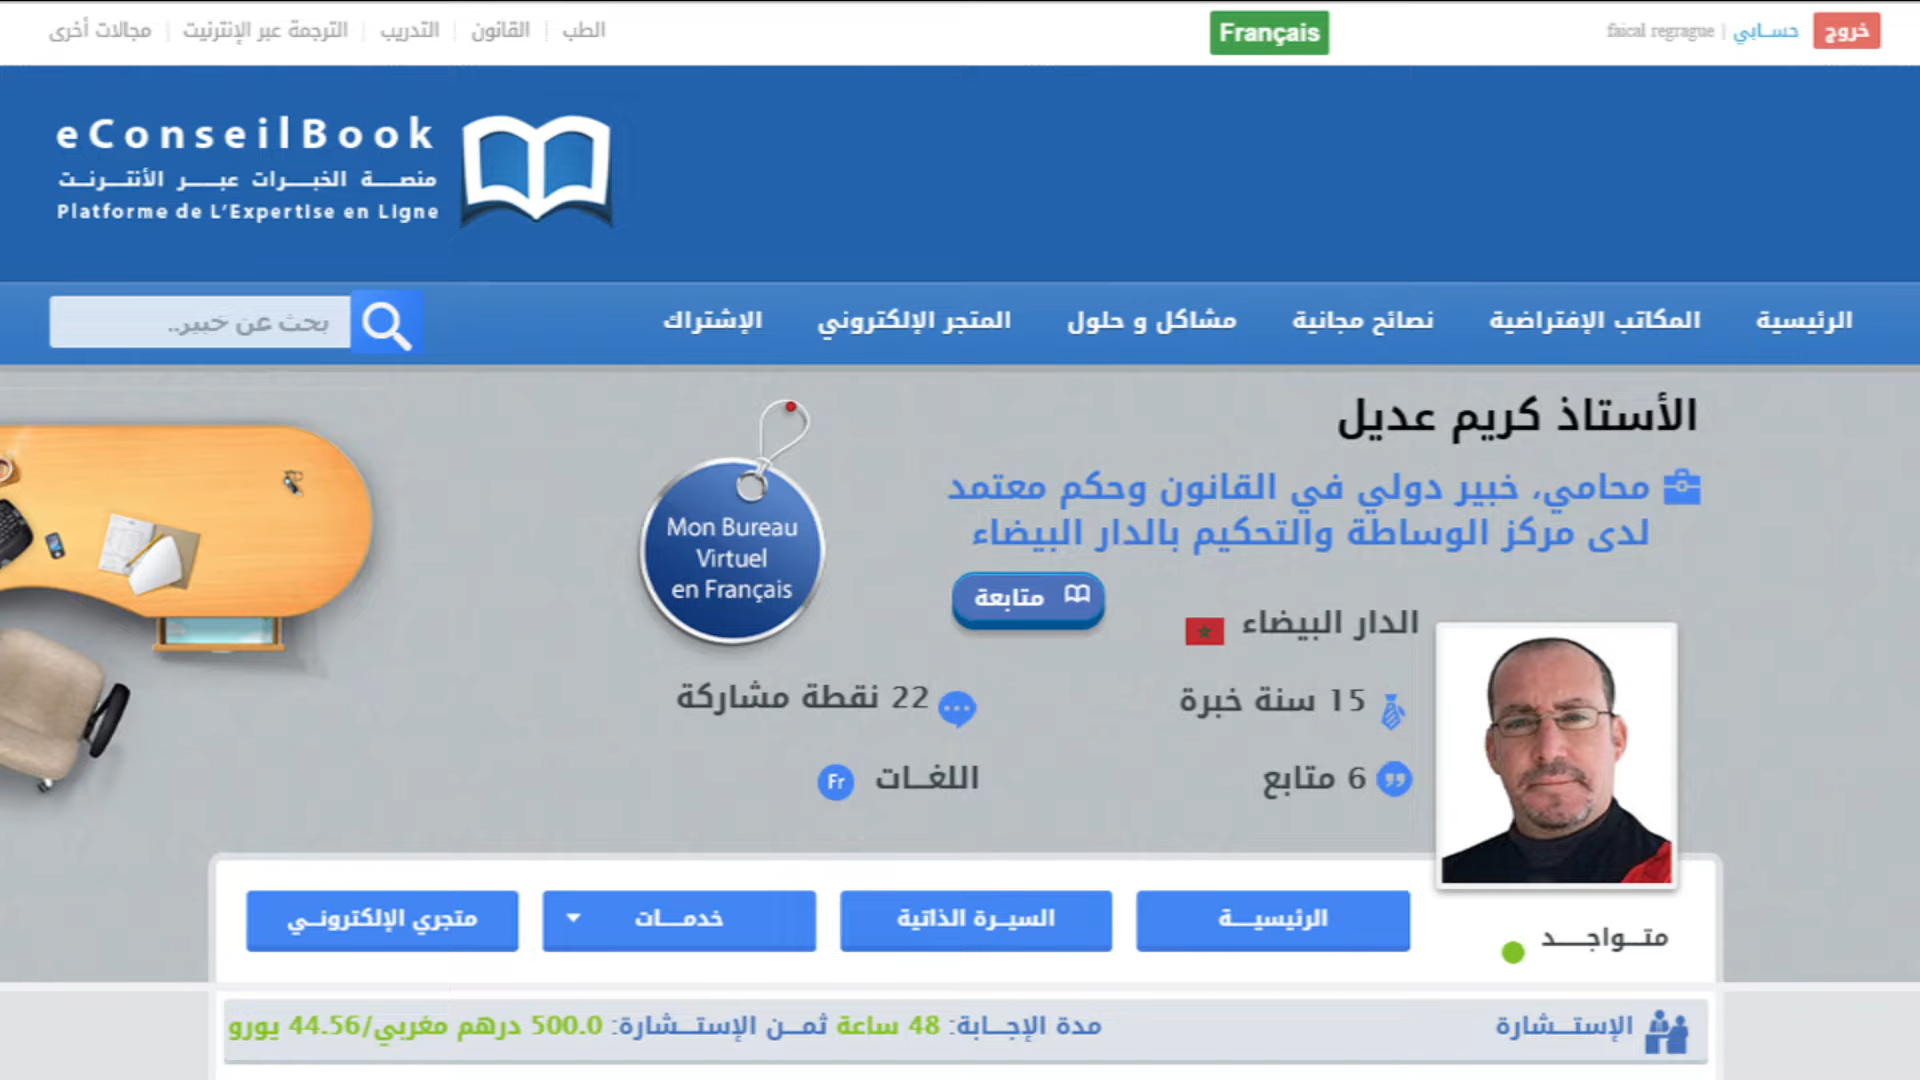 خروج
حسابي | faical regrague
Français
الطب | القانون | التدريب | الترجمة عبر الإنترنيت | مجالات أخرى
eConseilBook
منصة الخبرات عبر الأنترنت
Platforme de L'Expertise en Ligne
الرئيسية المكاتب الإفتراضية نصائح مجانية مشاكل و حلول المتجر الإلكتروني الإشتراك
بحث عن خبير..
الأستاذ كريم عديل
محامي، خبير دولي في القانون وحكم معتمد
لدى مركز الوساطة والتحكيم بالدار البيضاء
Mon Bureau
Virtuel
en Français
متابعة
الدار البيضاء
15 سنة خبرة
22 نقطة مشاركة
6 متابع
اللغات Fr
متواجد
الرئيسية
السيرة الذاتية
خدمات
متجري الإلكتروني
الإستشارة
مدة الإجابة: 48 ساعة ثمن الإستشارة: 500.0 درهم مغربي/44.56 يورو